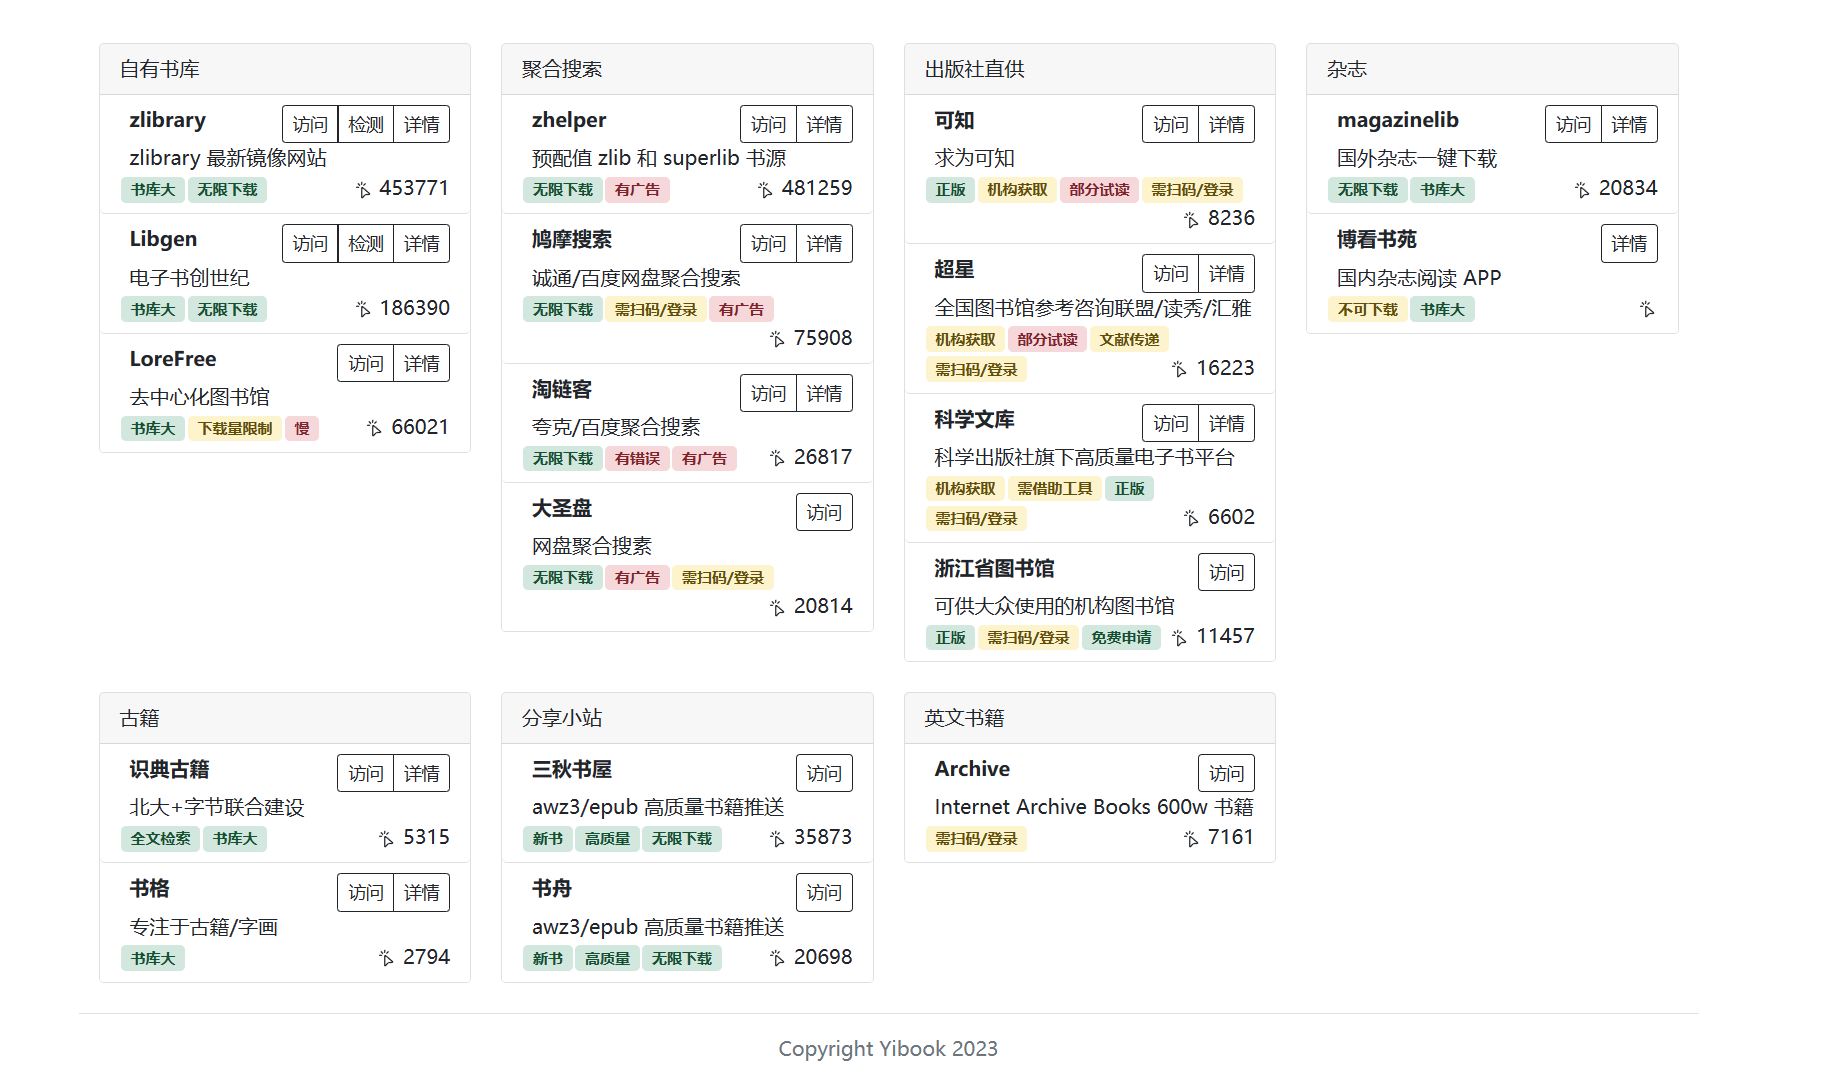 自有书库
zlibrary
访问 检测 详情
zlibrary 最新镜像网站
书库大 无限下载 453771
Libgen
访问 检测 详情
电子书创世纪
书库大 无限下载 186390
LoreFree
访问 详情
去中心化图书馆
书库大 下载量限制 慢 66021
聚合搜索
zhelper
访问 详情
预配值 zlib 和 superlib 书源
无限下载 有广告 481259
鸠摩搜索
访问 详情
诚通/百度网盘聚合搜索
无限下载 需扫码/登录 有广告
75908
淘链客
访问 详情
夸克/百度聚合搜素
无限下载 有错误 有广告 26817
大圣盘
访问
网盘聚合搜素
无限下载 有广告 需扫码/登录
20814
出版社直供
可知
访问 详情
求为可知
正版 机构获取 部分试读 需扫码/登录
8236
超星
访问 详情
全国图书馆参考咨询联盟/读秀/汇雅
机构获取 部分试读 文献传递
需扫码/登录 16223
科学文库
访问 详情
科学出版社旗下高质量电子书平台
机构获取 需借助工具 正版
需扫码/登录 6602
浙江省图书馆
访问
可供大众使用的机构图书馆
正版 需扫码/登录 免费申请 11457
杂志
magazinelib
访问 详情
国外杂志一键下载
无限下载 书库大 20834
博看书苑
详情
国内杂志阅读 APP
不可下载 书库大
古籍
识典古籍
访问 详情
北大+字节联合建设
全文检索 书库大 5315
书格
访问 详情
专注于古籍/字画
书库大 2794
分享小站
三秋书屋
访问
awz3/epub 高质量书籍推送
新书 高质量 无限下载 35873
书舟
访问
awz3/epub 高质量书籍推送
新书 高质量 无限下载 20698
英文书籍
Archive
访问
Internet Archive Books 600w 书籍
需扫码/登录 7161
Copyright Yibook 2023